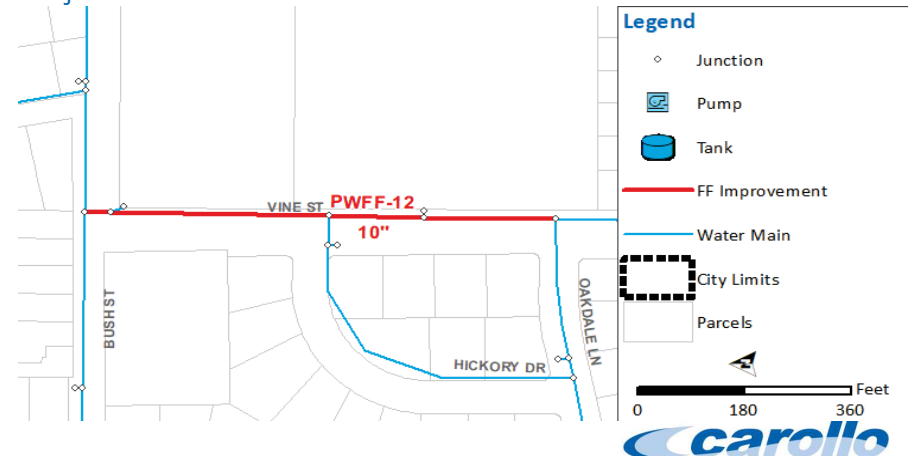 VINE ST
PWFF-12
10"
BUSH ST
OAKDALE LN
HICKORY DR
Legend
Junction
Pump
Tank
FF Improvement
Water Main
City Limits
Parcels
Z
Feet
0 180 360
carollo